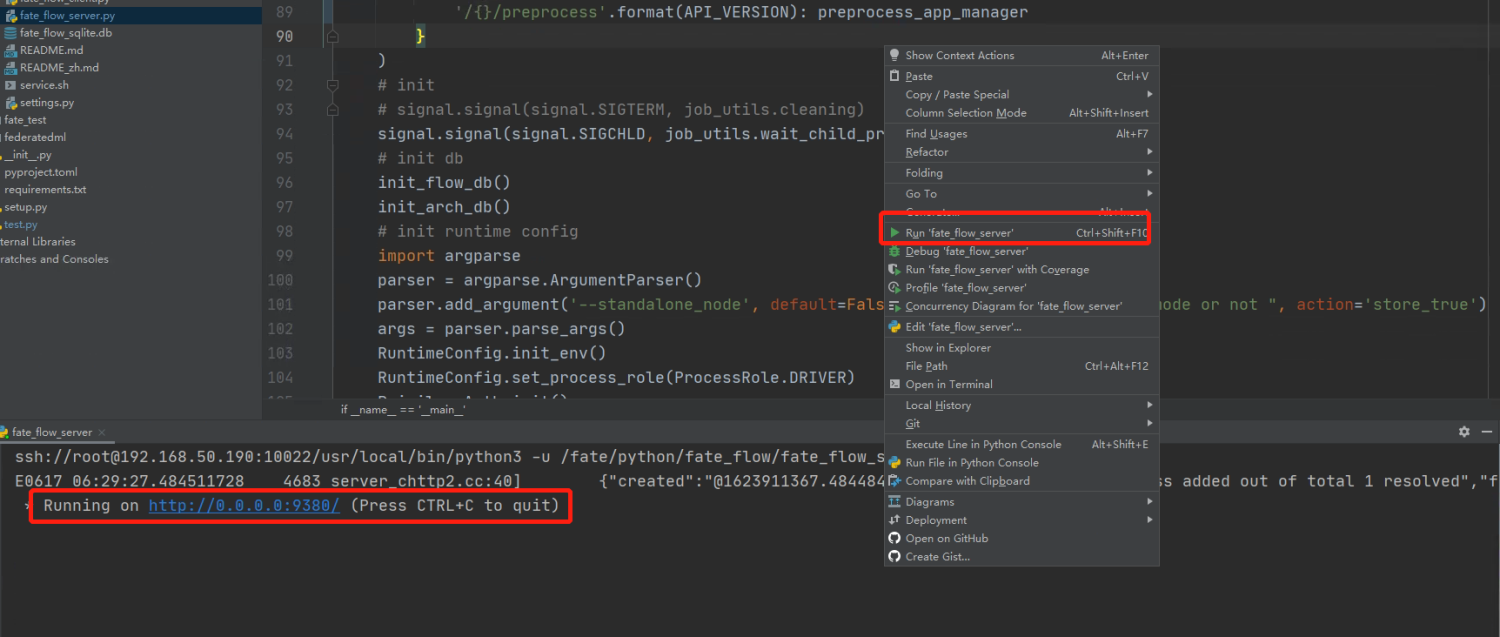 fate_flow_client.py
fate_flow_server.py
fate_flow_sqlite.db
README.md
README_zh.md
service.sh
settings.py
fate_test
federatedml
__init__.py
pyproject.toml
requirements.txt
setup.py
test.py
ternal Libraries
ratches and Consoles
89 '/{}/preprocess'.format(API_VERSION): preprocess_app_manager
90 }
91 )
92 # init
93 # signal.signal(signal.SIGTERM, job_utils.cleaning)
94 signal.signal(signal.SIGCHLD, job_utils.wait_child_pr
95 # init db
96 init_flow_db()
97 init_arch_db()
98 # init runtime config
99 import argparse
100 parser = argparse.ArgumentParser()
101 parser.add_argument('--standalone_node', default=Fals ode or not ", action='store_true')
102 args = parser.parse_args()
103 RuntimeConfig.init_env()
104 RuntimeConfig.set_process_role(ProcessRole.DRIVER)
if __name__ == '__main__'
Show Context Actions Alt+Enter
Paste Ctrl+V
Copy / Paste Special
Column Selection Mode Alt+Shift+Insert
Find Usages Alt+F7
Refactor
Folding
Go To
Generate... Alt+Insert
Run 'fate_flow_server' Ctrl+Shift+F10
Debug 'fate_flow_server'
Run 'fate_flow_server' with Coverage
Profile 'fate_flow_server'
Concurrency Diagram for 'fate_flow_server'
Edit 'fate_flow_server'...
Show in Explorer
File Path Ctrl+Alt+F12
Open in Terminal
Local History
Git
Execute Line in Python Console Alt+Shift+E
Run File in Python Console
Compare with Clipboard
Diagrams
Deployment
Open on GitHub
Create Gist...
fate_flow_server
ssh://root@192.168.50.190:10022/usr/local/bin/python3 -u /fate/python/fate_flow/fate_flow_s
E0617 06:29:27.484511728 4683 server_chttp2.cc:40] {"created":"@1623911367.484484 ss added out of total 1 resolved","f
* Running on http://0.0.0.0:9380/ (Press CTRL+C to quit)